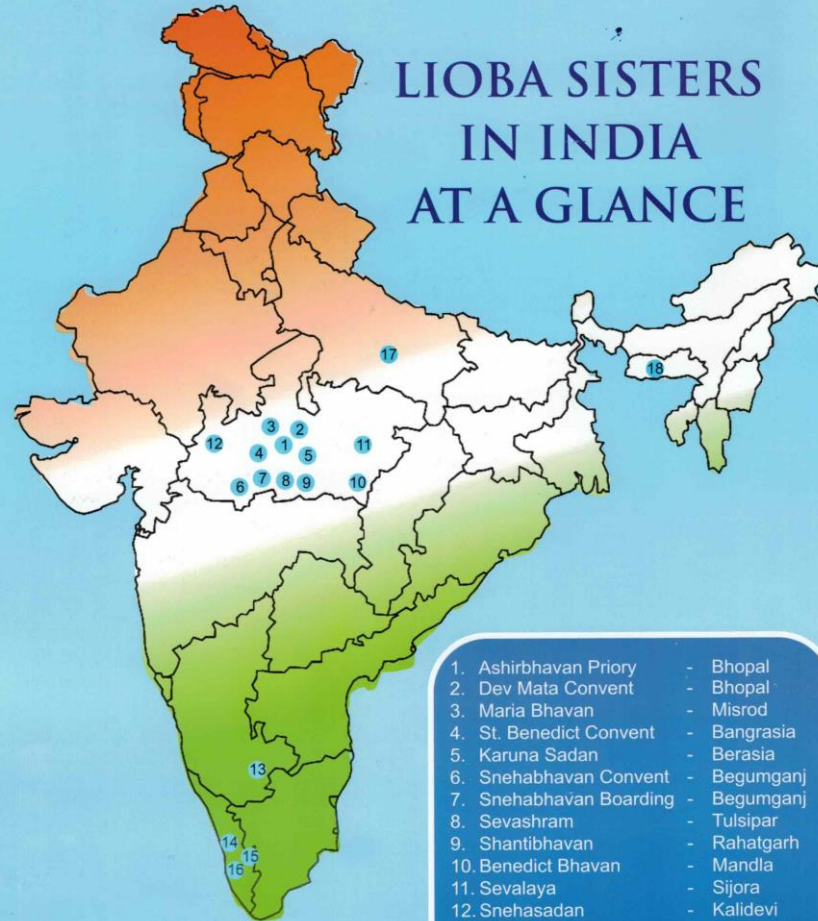 LIOBA SISTERS
IN INDIA
AT A GLANCE
17
18
3
2
12
1
11
4
5
7
8
9
10
6
13
14
15
16
1. Ashirbhavan Priory - Bhopal
2. Dev Mata Convent - Bhopal
3. Maria Bhavan - Misrod
4. St. Benedict Convent - Bangrasia
5. Karuna Sadan - Berasia
6. Snehabhavan Convent - Begumganj
7. Snehabhavan Boarding - Begumganj
8. Sevashram - Tulsipar
9. Shantibhavan - Rahatgarh
10. Benedict Bhavan - Mandla
11. Sevalaya - Sijora
12. Snehasadan - Kalidevi